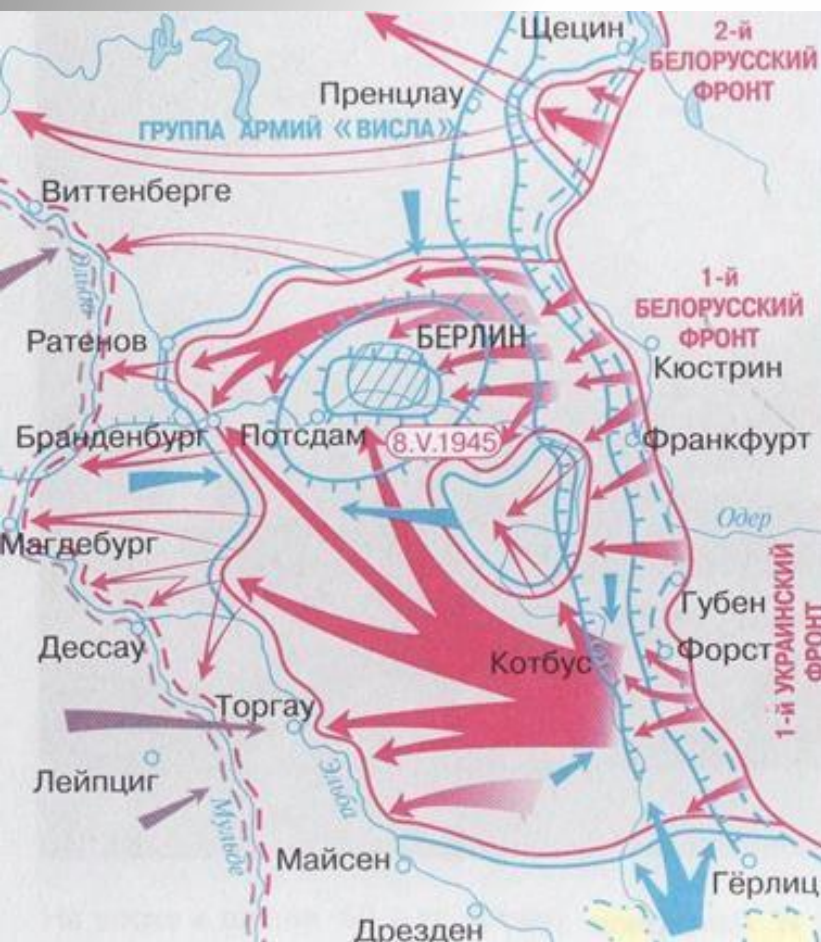 Щецин
2-й
БЕЛОРУССКИЙ
ФРОНТ
Пренцлау
ГРУППА АРМИЙ «ВИСЛА»
Виттенберге
Эльба
1-й
БЕЛОРУССКИЙ
ФРОНТ
Ратенов
БЕРЛИН
Кюстрин
Бранденбург
Потсдам
8.V.1945
Франкфурт
Одер
Магдебург
1-й УКРАИНСКИЙ
ФРОНТ
Губен
Дессау
Котбус
Форст
Торгау
Лейпциг
Эльба
Мульде
Майсен
Гёрлиц
Дрезден